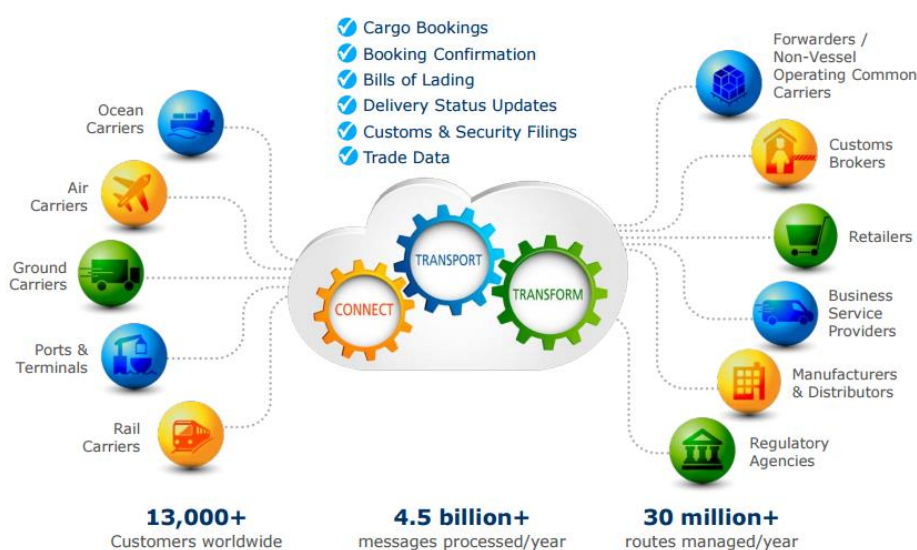 Cargo Bookings
Booking Confirmation
Bills of Lading
Delivery Status Updates
Customs & Security Filings
Trade Data
Ocean
Carriers
Air
Carriers
Ground
Carriers
Ports &
Terminals
Rail
Carriers
CONNECT
TRANSPORT
TRANSFORM
Forwarders /
Non-Vessel
Operating Common
Carriers
Customs
Brokers
Retailers
Business
Service
Providers
Manufacturers
& Distributors
Regulatory
Agencies
13,000+
Customers worldwide
4.5 billion+
messages processed/year
30 million+
routes managed/year